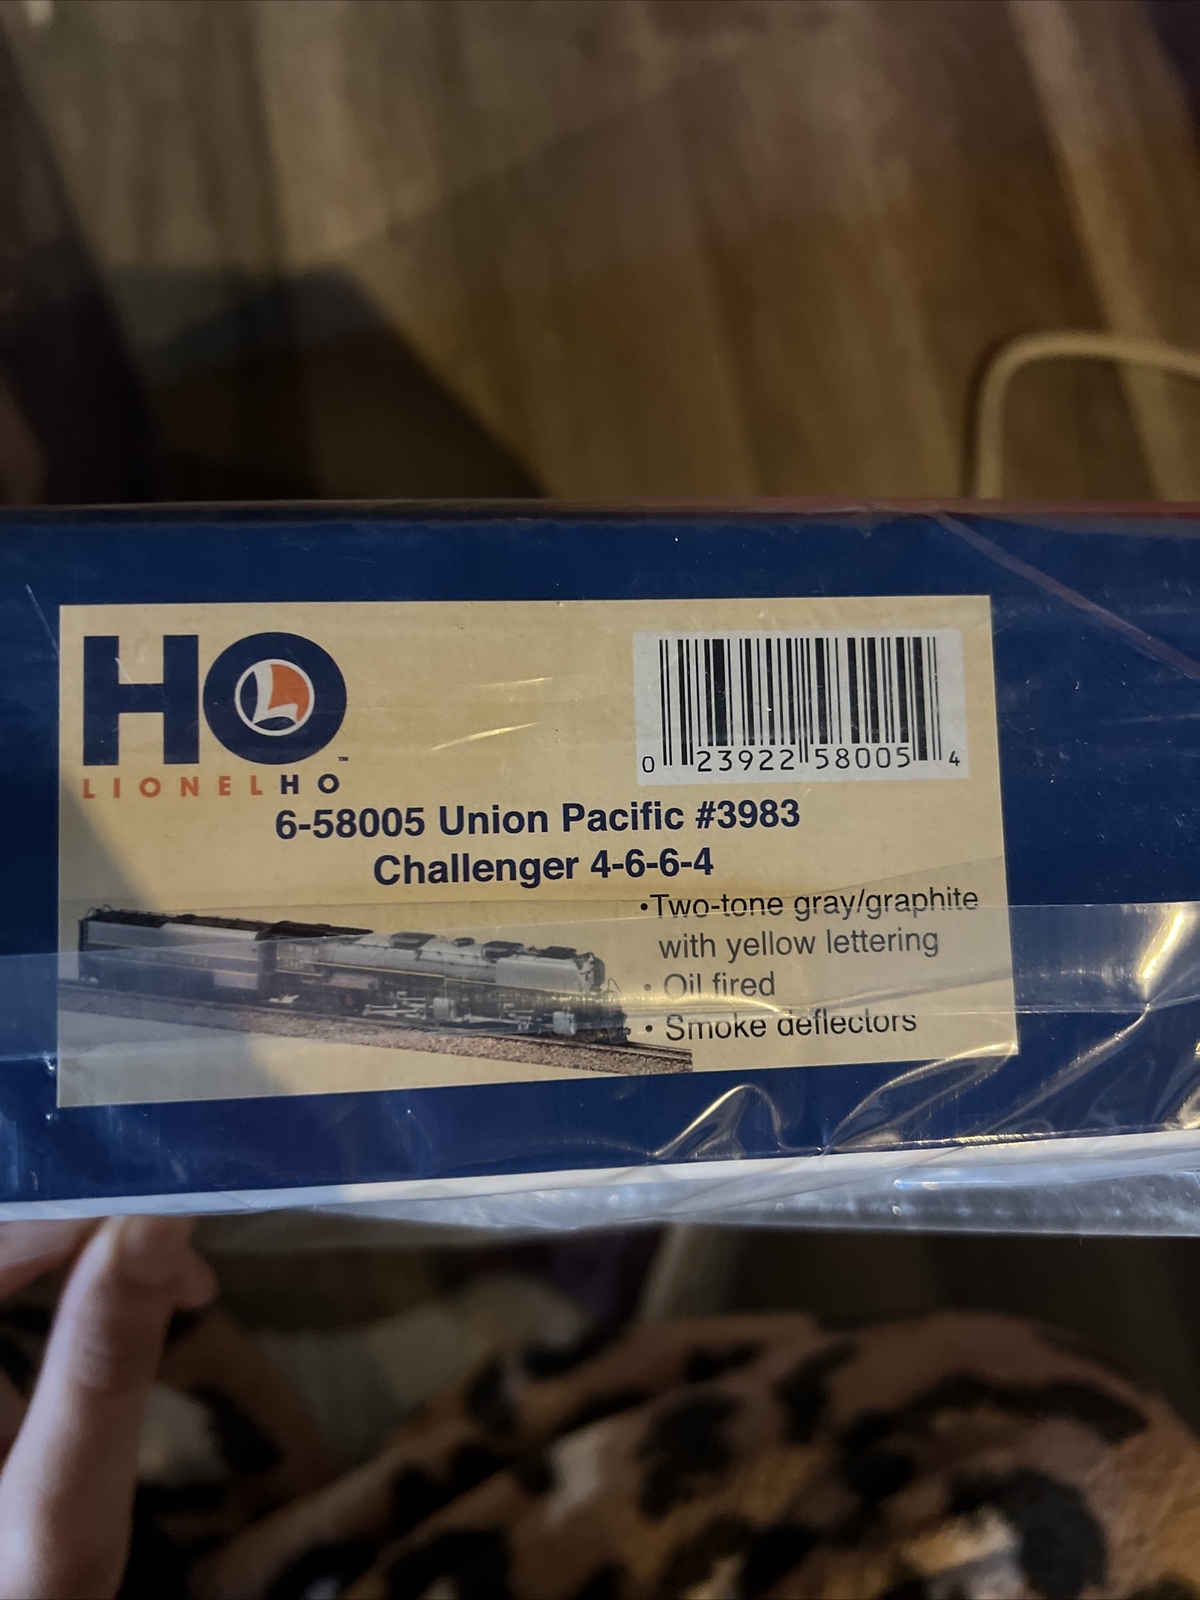 HO
™
LIONEL HO
0 23922 58005 4
6-58005 Union Pacific #3983
Challenger 4-6-6-4
•Two-tone gray/graphite
with yellow lettering
• Oil fired
• Smoke deflectors